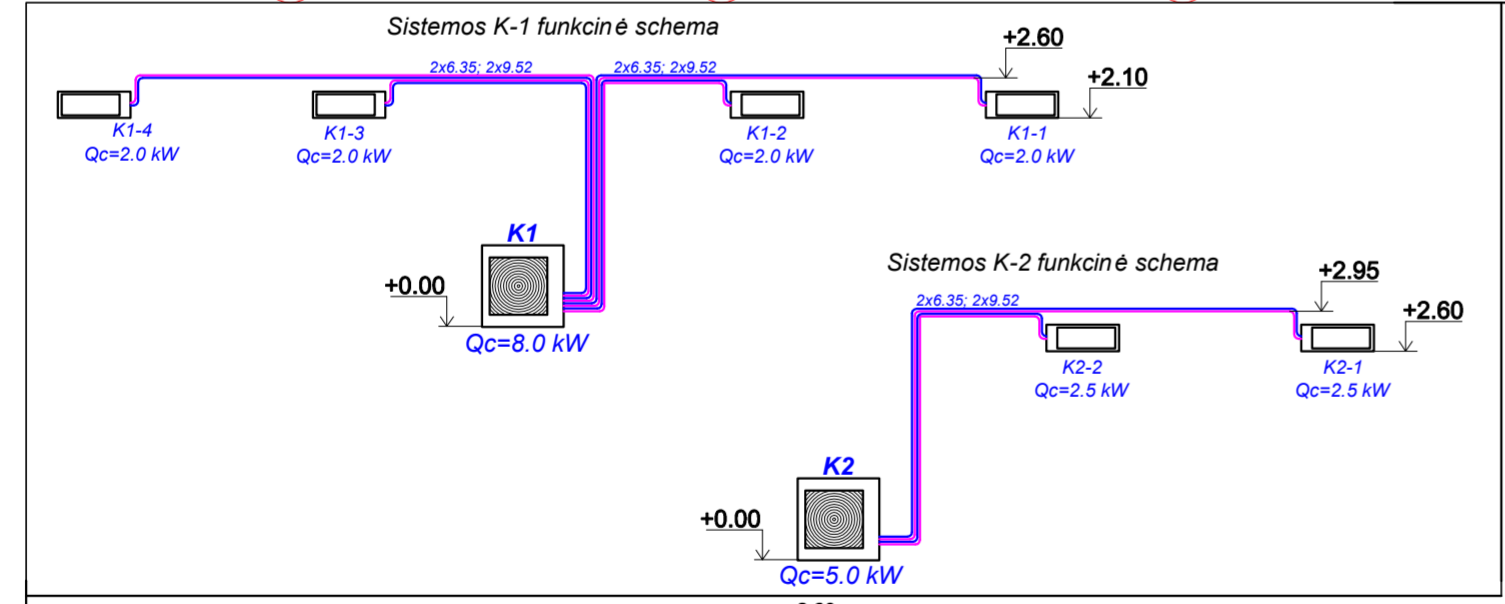 Sistemos K-1 funkcinė schema
+2.60
2x6.35; 2x9.52
2x6.35; 2x9.52
+2.10
K1-4
Qc=2.0 kW
K1-3
Qc=2.0 kW
K1-2
Qc=2.0 kW
K1-1
Qc=2.0 kW
K1
+0.00
Qc=8.0 kW
Sistemos K-2 funkcinė schema
+2.95
2x6.35; 2x9.52
+2.60
K2-2
Qc=2.5 kW
K2-1
Qc=2.5 kW
K2
+0.00
Qc=5.0 kW